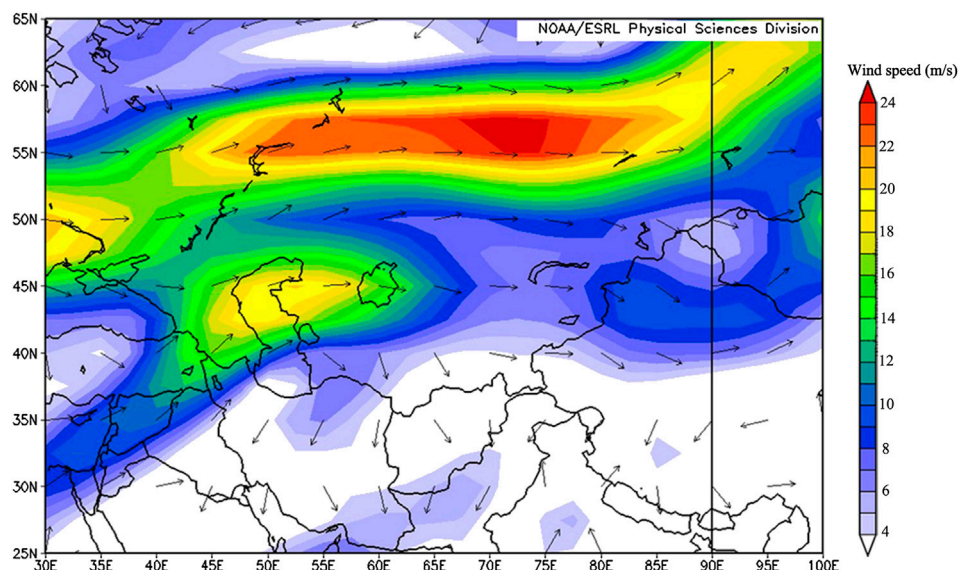 65N
NOAA/ESRL Physical Sciences Division
60N
55N
50N
45N
40N
35N
30N
25N
30E 35E 40E 45E 50E 55E 60E 65E 70E 75E 80E 85E 90E 95E 100E
Wind speed (m/s)
24
22
20
18
16
14
12
10
8
6
4